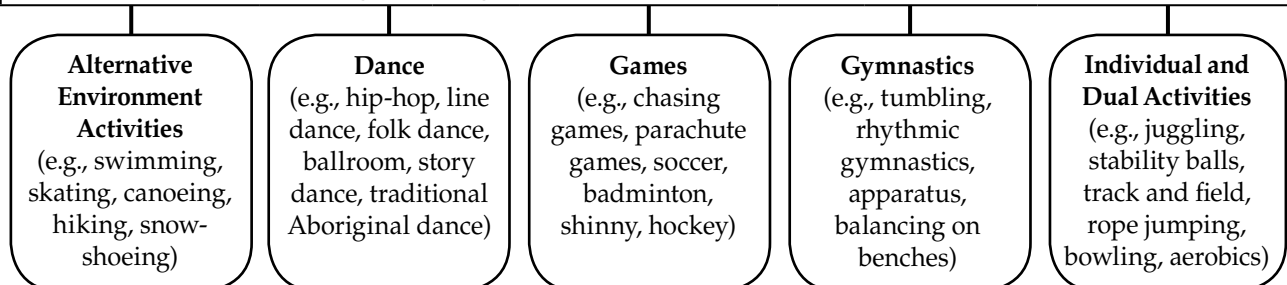 Alternative
Environment
Activities
(e.g., swimming,
skating, canoeing,
hiking, snow-
shoeing)
Dance
(e.g., hip-hop, line
dance, folk dance,
ballroom, story
dance, traditional
Aboriginal dance)
Games
(e.g., chasing
games, parachute
games, soccer,
badminton,
shinny, hockey)
Gymnastics
(e.g., tumbling,
rhythmic
gymnastics,
apparatus,
balancing on
benches)
Individual and
Dual Activities
(e.g., juggling,
stability balls,
track and field,
rope jumping,
bowling, aerobics)